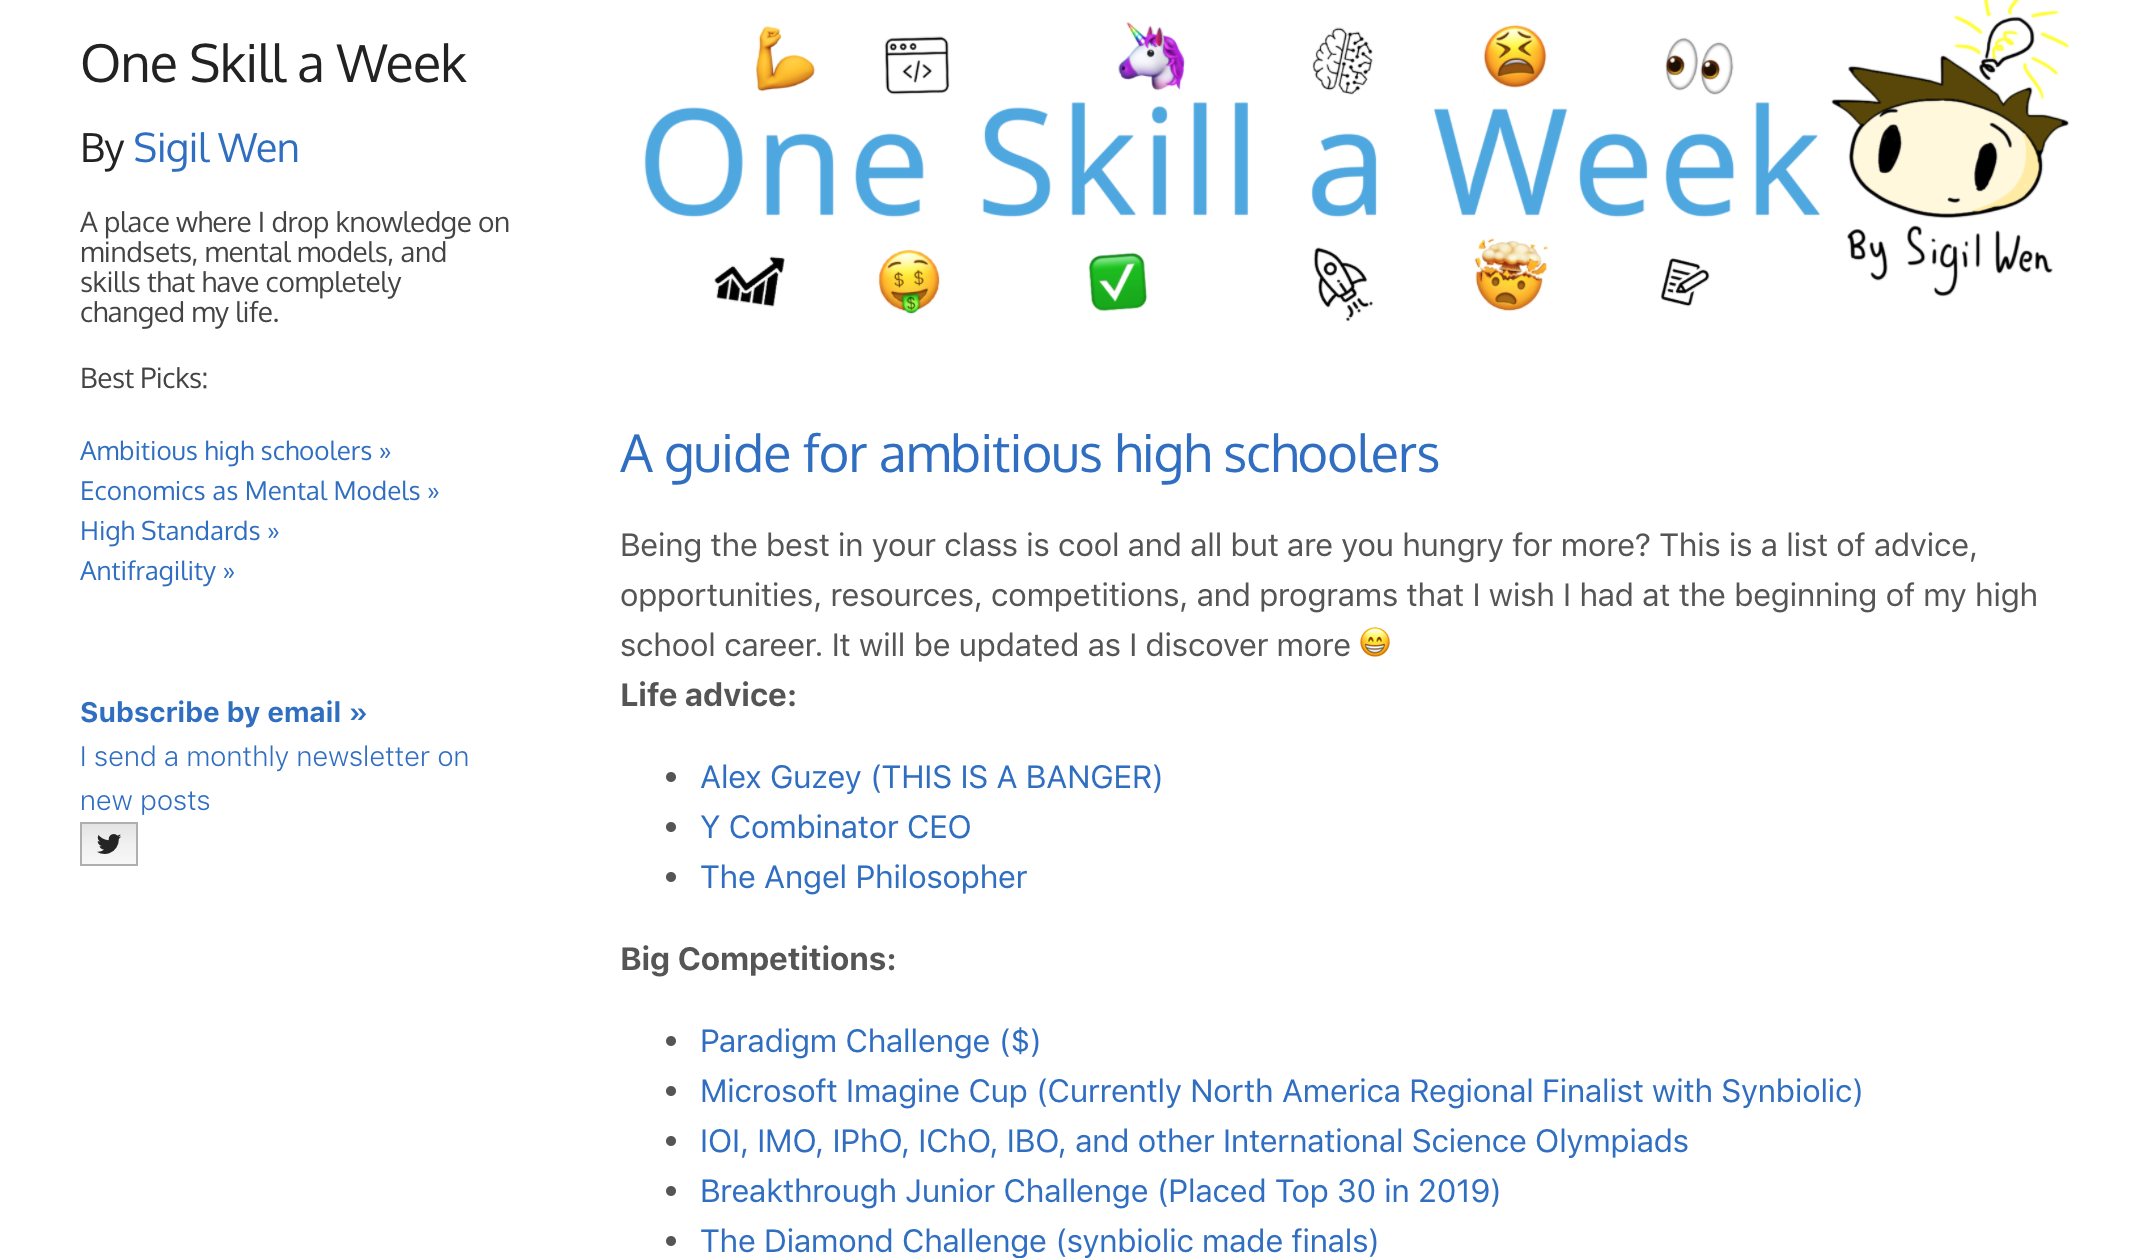 One Skill a Week
By Sigil Wen
A place where I drop knowledge on
mindsets, mental models, and
skills that have completely
changed my life.
Best Picks:
Ambitious high schoolers »
Economics as Mental Models »
High Standards »
Antifragility »
Subscribe by email »
I send a monthly newsletter on
new posts
</>
One Skill a Week
$ $
$
By Sigil Wen
A guide for ambitious high schoolers
Being the best in your class is cool and all but are you hungry for more? This is a list of advice,
opportunities, resources, competitions, and programs that I wish I had at the beginning of my high
school career. It will be updated as I discover more 😁
Life advice:
• Alex Guzey (THIS IS A BANGER)
• Y Combinator CEO
• The Angel Philosopher
Big Competitions:
• Paradigm Challenge ($)
• Microsoft Imagine Cup (Currently North America Regional Finalist with Synbiolic)
• IOI, IMO, IPhO, IChO, IBO, and other International Science Olympiads
• Breakthrough Junior Challenge (Placed Top 30 in 2019)
• The Diamond Challenge (synbiolic made finals)